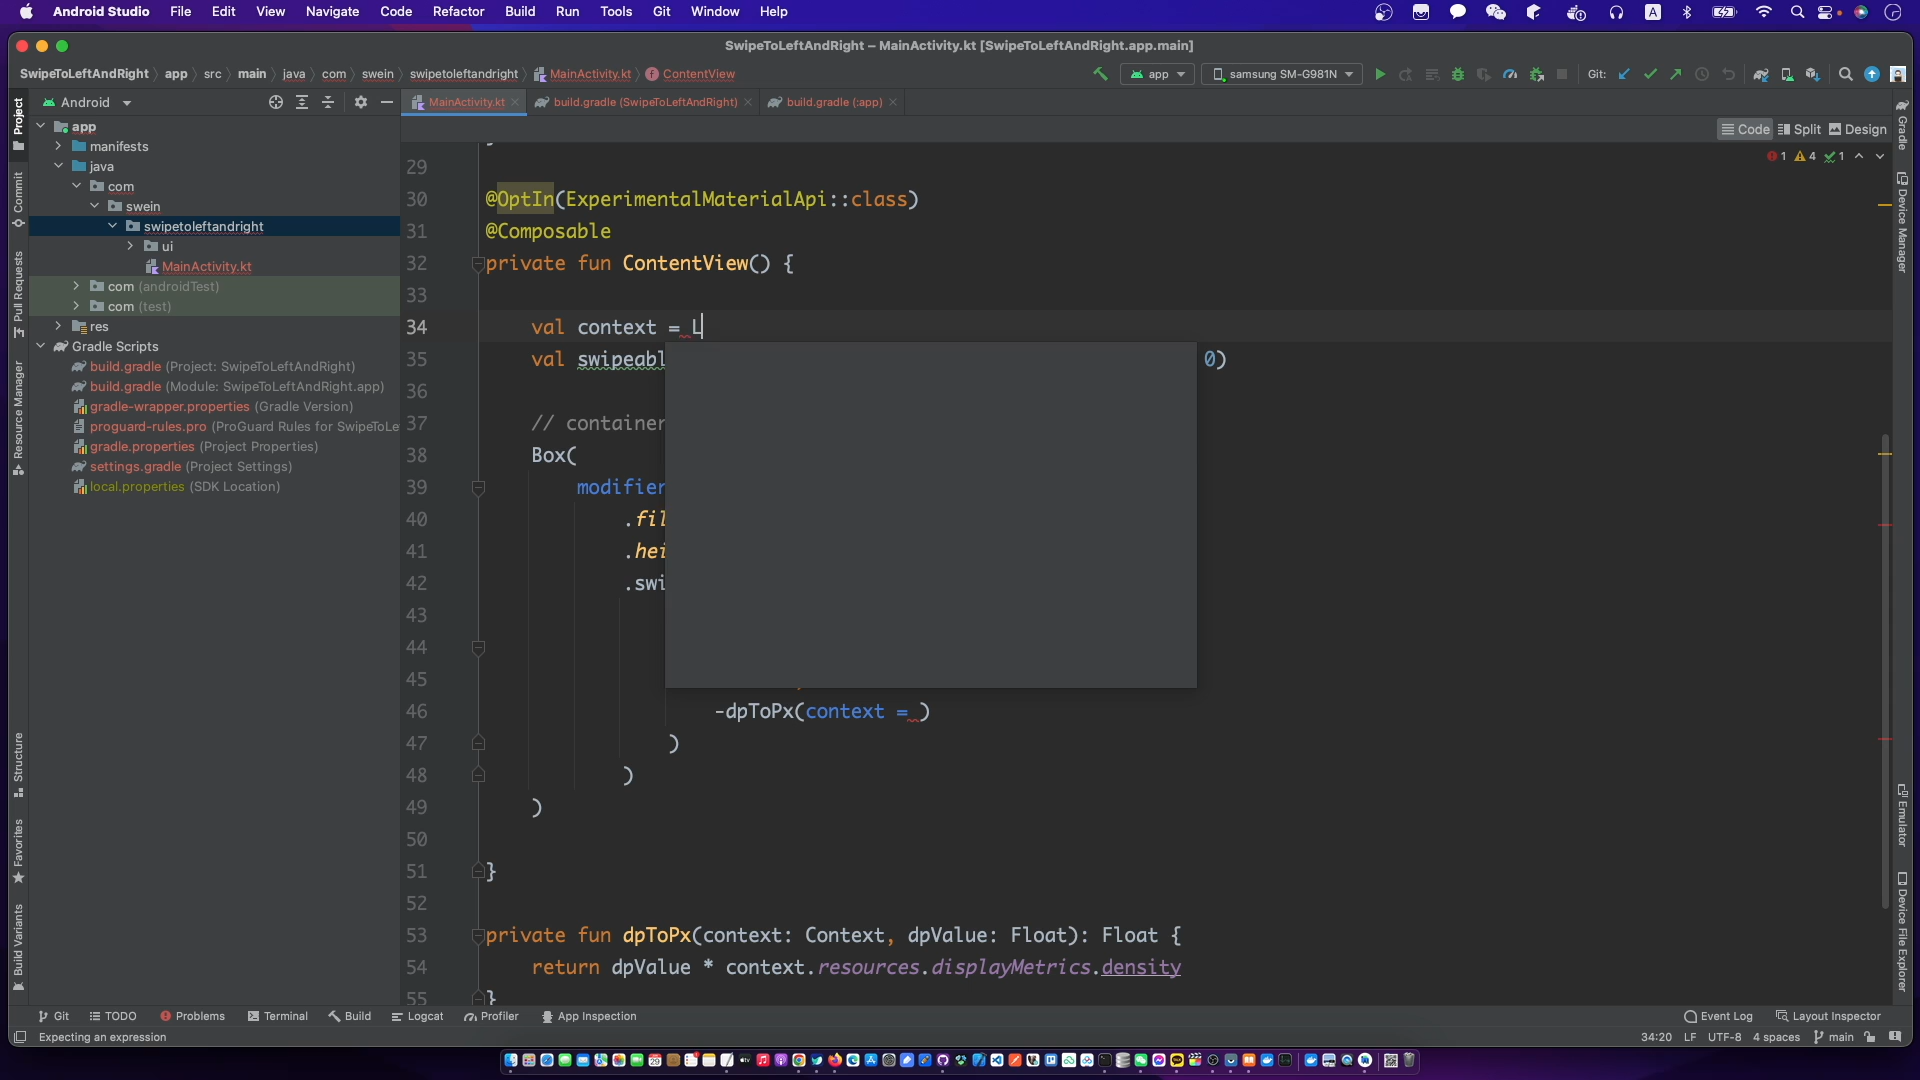 Android Studio File Edit View Navigate Code Refactor Build Run Tools Git Window Help
SwipeToLeftAndRight – MainActivity.kt [SwipeToLeftAndRight.app.main]
SwipeToLeftAndRight app src main java com swein swipetoleftandright MainActivity.kt ContentView
app samsung SM-G981N Git:
Android
MainActivity.kt build.gradle (SwipeToLeftAndRight) build.gradle (:app)
Code Split Design
1 4 1
Project
Commit
Pull Requests
Resource Manager
Structure
Favorites
Build Variants
app
manifests
java
com
swein
swipetoleftandright
ui
MainActivity.kt
com (androidTest)
com (test)
res
Gradle Scripts
build.gradle (Project: SwipeToLeftAndRight)
build.gradle (Module: SwipeToLeftAndRight.app)
gradle-wrapper.properties (Gradle Version)
proguard-rules.pro (ProGuard Rules for SwipeToLe
gradle.properties (Project Properties)
settings.gradle (Project Settings)
local.properties (SDK Location)
29
30 @OptIn(ExperimentalMaterialApi::class)
31 @Composable
32 private fun ContentView() {
33
34 val context = L
35 val swipeabl 0)
36
37 // container
38 Box(
39 modifier
40 .fil
41 .hei
42 .swi
43
44
45
46 -dpToPx(context = )
47 )
48 )
49 )
50
51 }
52
53 private fun dpToPx(context: Context, dpValue: Float): Float {
54 return dpValue * context.resources.displayMetrics.density
55 }
Gradle
Device Manager
Emulator
Device File Explorer
Git TODO Problems Terminal Build Logcat Profiler App Inspection Event Log Layout Inspector
Expecting an expression 34:20 LF UTF-8 4 spaces main